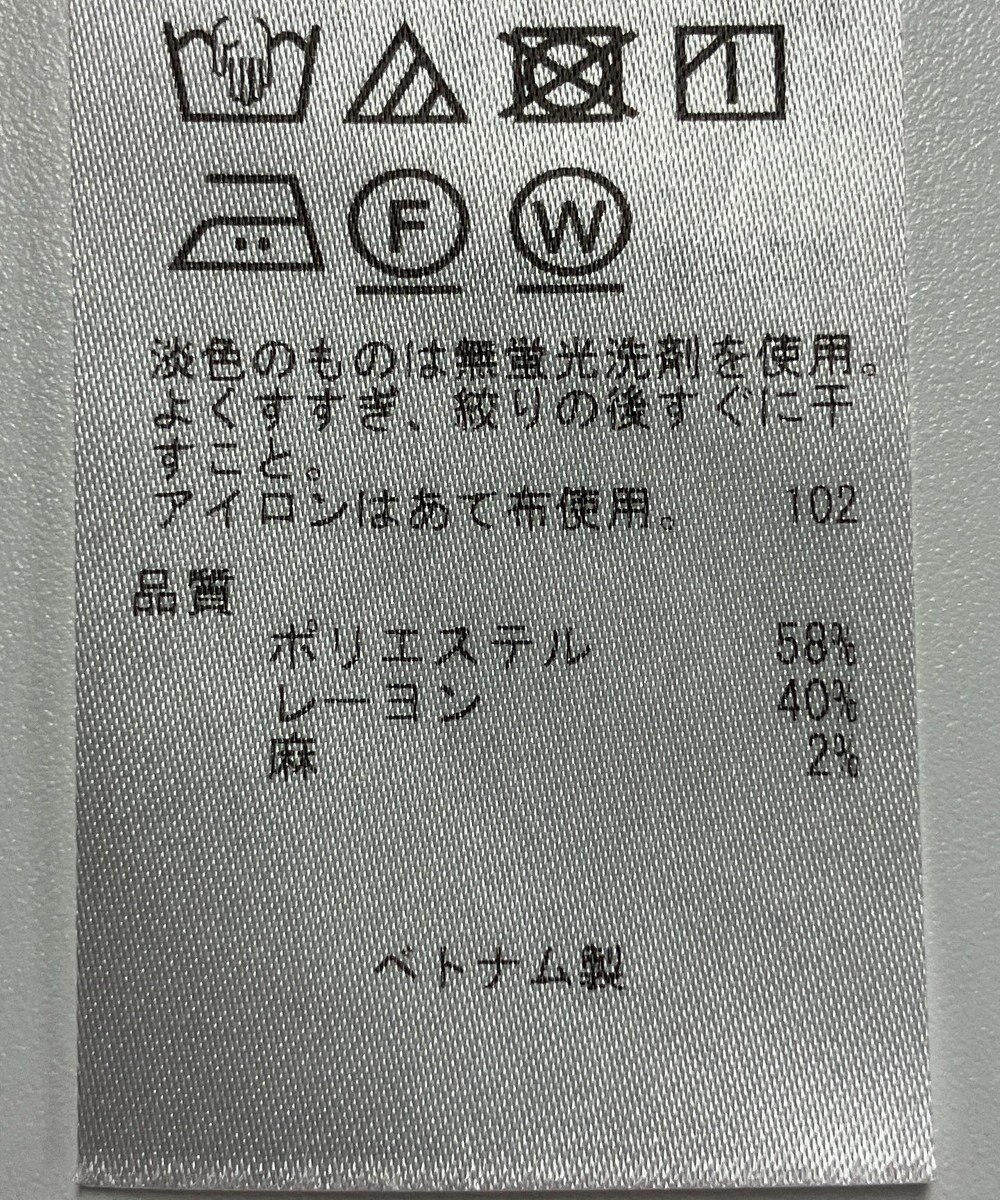 F W
淡色のものは無蛍光洗剤を使用。
よくすすぎ、絞りの後すぐに干
すこと。
アイロンはあて布使用。 102
品質
ポリエステル 58%
レーヨン 40%
麻 2%
ベトナム製